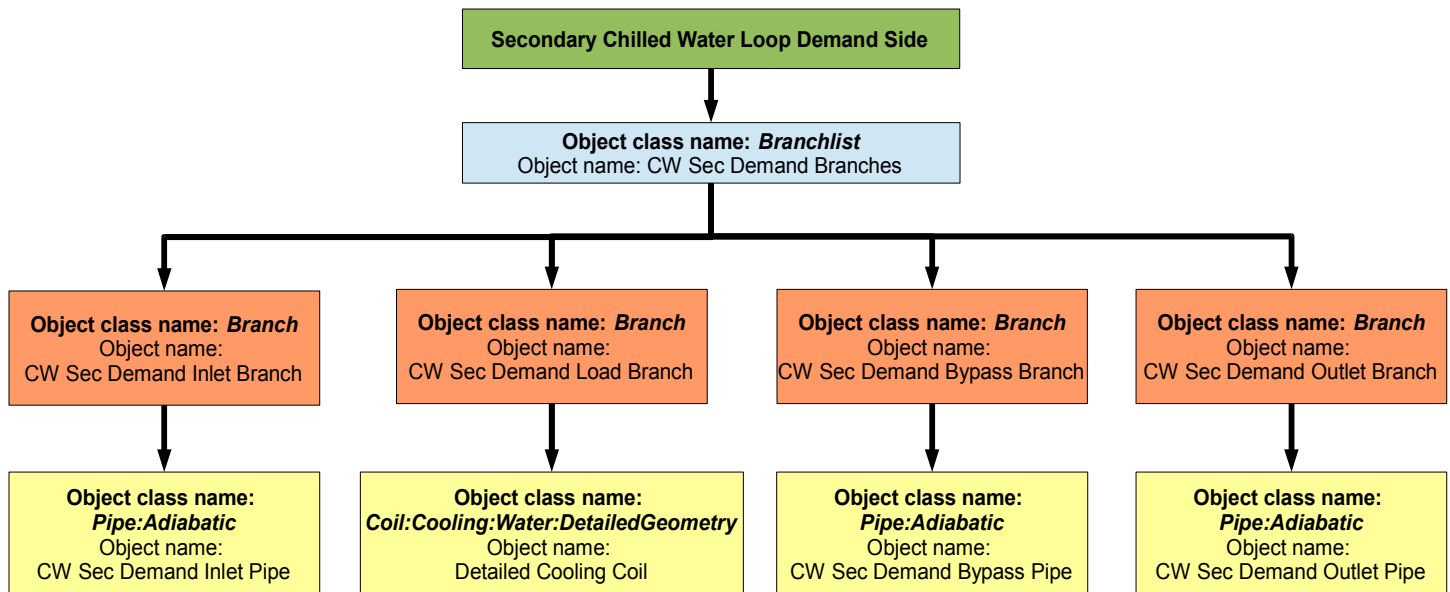 Secondary Chilled Water Loop Demand Side
Object class name: Branchlist
Object name: CW Sec Demand Branches
Object class name: Branch
Object name:
CW Sec Demand Inlet Branch
Object class name: Branch
Object name:
CW Sec Demand Load Branch
Object class name: Branch
Object name:
CW Sec Demand Bypass Branch
Object class name: Branch
Object name:
CW Sec Demand Outlet Branch
Object class name:
Pipe:Adiabatic
Object name:
CW Sec Demand Inlet Pipe
Object class name:
Coil:Cooling:Water:DetailedGeometry
Object name:
Detailed Cooling Coil
Object class name:
Pipe:Adiabatic
Object name:
CW Sec Demand Bypass Pipe
Object class name:
Pipe:Adiabatic
Object name:
CW Sec Demand Outlet Pipe